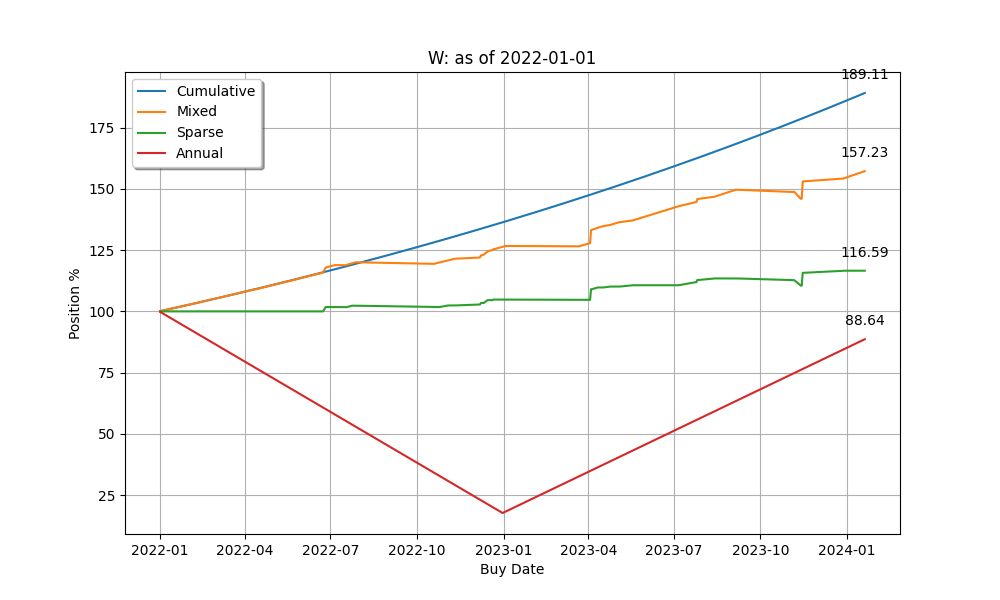 W: as of 2022-01-01
Cumulative
Mixed
Sparse
Annual
189.11
157.23
116.59
88.64
175
150
125
100
75
50
25
Position %
2022-01 2022-04 2022-07 2022-10 2023-01 2023-04 2023-07 2023-10 2024-01
Buy Date